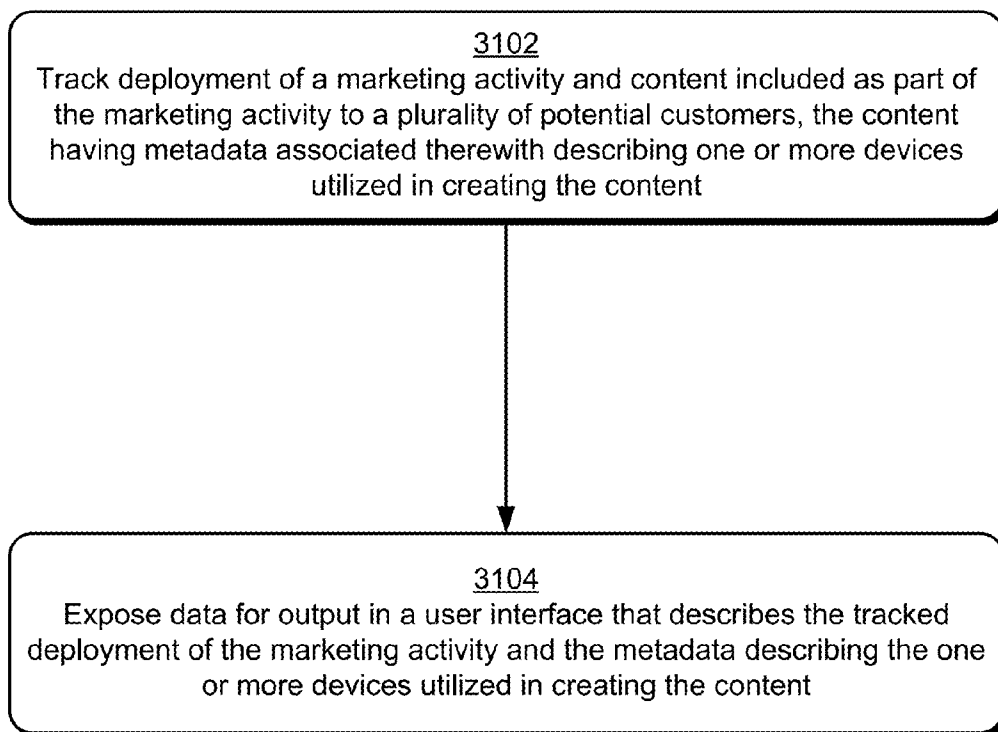 3102
Track deployment of a marketing activity and content included as part of
the marketing activity to a plurality of potential customers, the content
having metadata associated therewith describing one or more devices
utilized in creating the content
3104
Expose data for output in a user interface that describes the tracked
deployment of the marketing activity and the metadata describing the one
or more devices utilized in creating the content